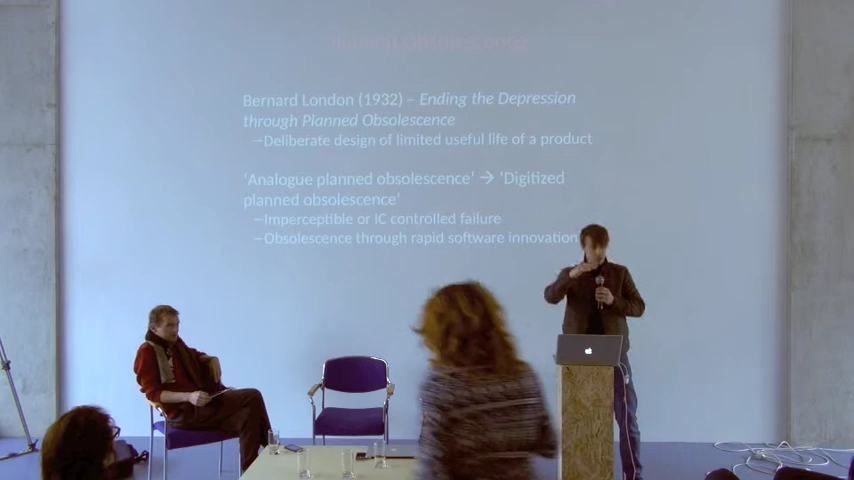 Bernard London (1932) – Ending the Depression
through Planned Obsolescence
–Deliberate design of limited useful life of a product
'Analogue planned obsolescence' → 'Digitized
planned obsolescence'
–Imperceptible or IC controlled failure
–Obsolescence through rapid software innovation